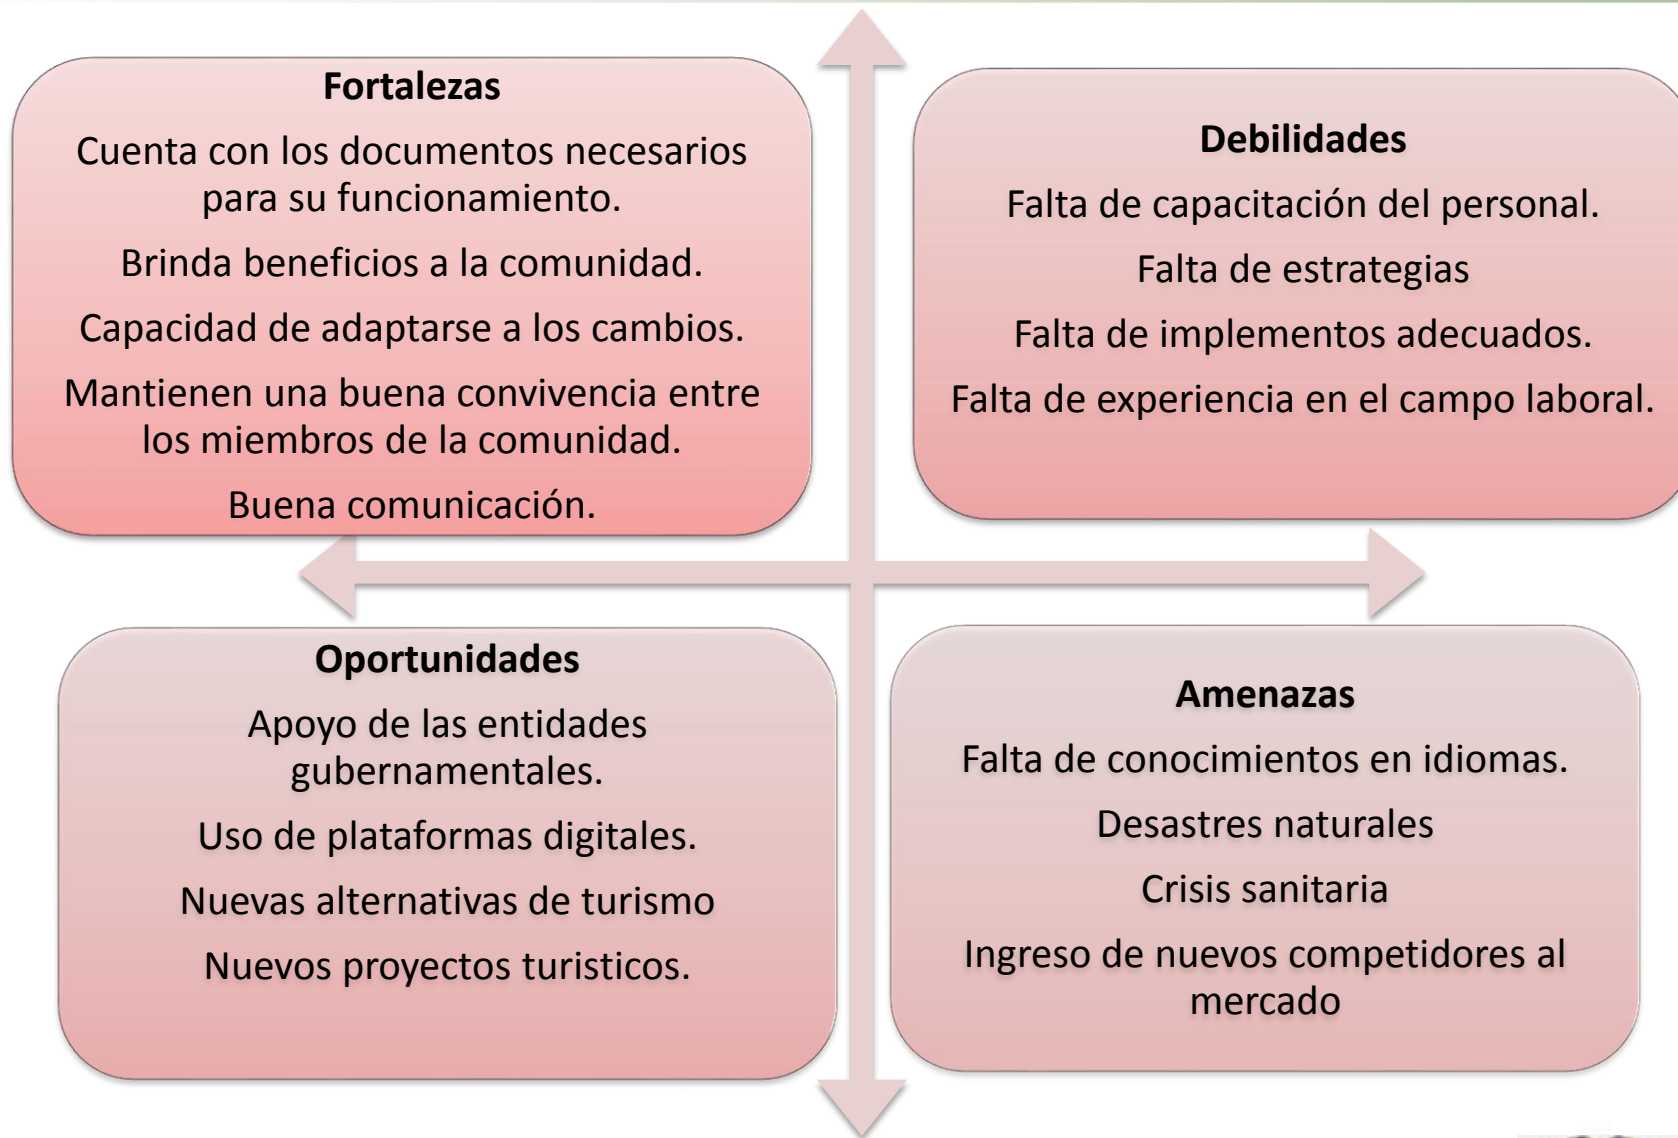 Fortalezas
Cuenta con los documentos necesarios
para su funcionamiento.
Brinda beneficios a la comunidad.
Capacidad de adaptarse a los cambios.
Mantienen una buena convivencia entre
los miembros de la comunidad.
Buena comunicación.
Debilidades
Falta de capacitación del personal.
Falta de estrategias
Falta de implementos adecuados.
Falta de experiencia en el campo laboral.
Oportunidades
Apoyo de las entidades
gubernamentales.
Uso de plataformas digitales.
Nuevas alternativas de turismo
Nuevos proyectos turisticos.
Amenazas
Falta de conocimientos en idiomas.
Desastres naturales
Crisis sanitaria
Ingreso de nuevos competidores al
mercado